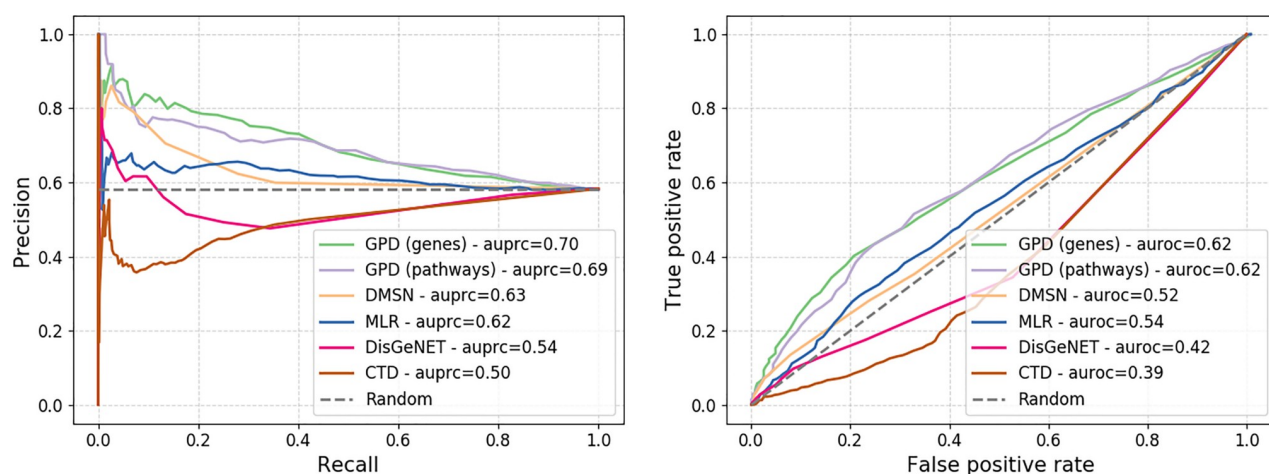 1.0
0.8
0.6
0.4
0.2
0.0
Precision
0.0 0.2 0.4 0.6 0.8 1.0
Recall
GPD (genes) - auprc=0.70
GPD (pathways) - auprc=0.69
DMSN - auprc=0.63
MLR - auprc=0.62
DisGeNET - auprc=0.54
CTD - auprc=0.50
Random
1.0
0.8
0.6
0.4
0.2
0.0
True positive rate
0.0 0.2 0.4 0.6 0.8 1.0
False positive rate
GPD (genes) - auroc=0.62
GPD (pathways) - auroc=0.62
DMSN - auroc=0.52
MLR - auroc=0.54
DisGeNET - auroc=0.42
CTD - auroc=0.39
Random